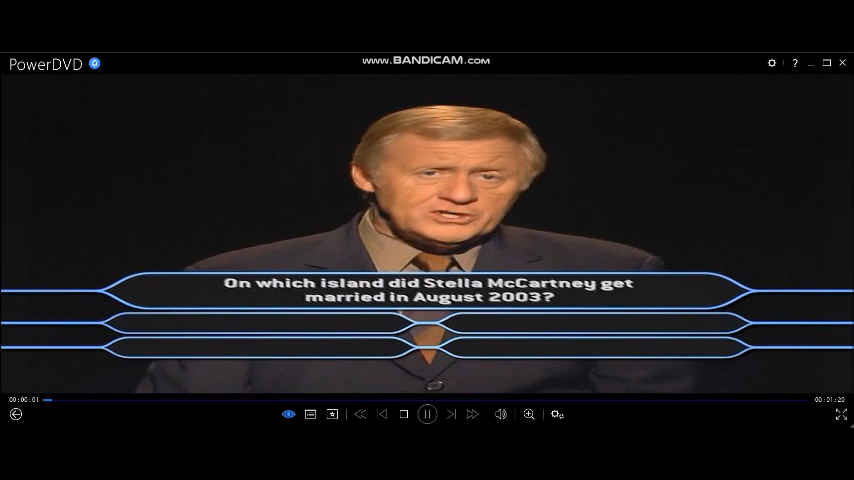 PowerDVD
www.BANDICAM.com
?
On which island did Stella McCartney get
married in August 2003?
00:00:01
00:01:20